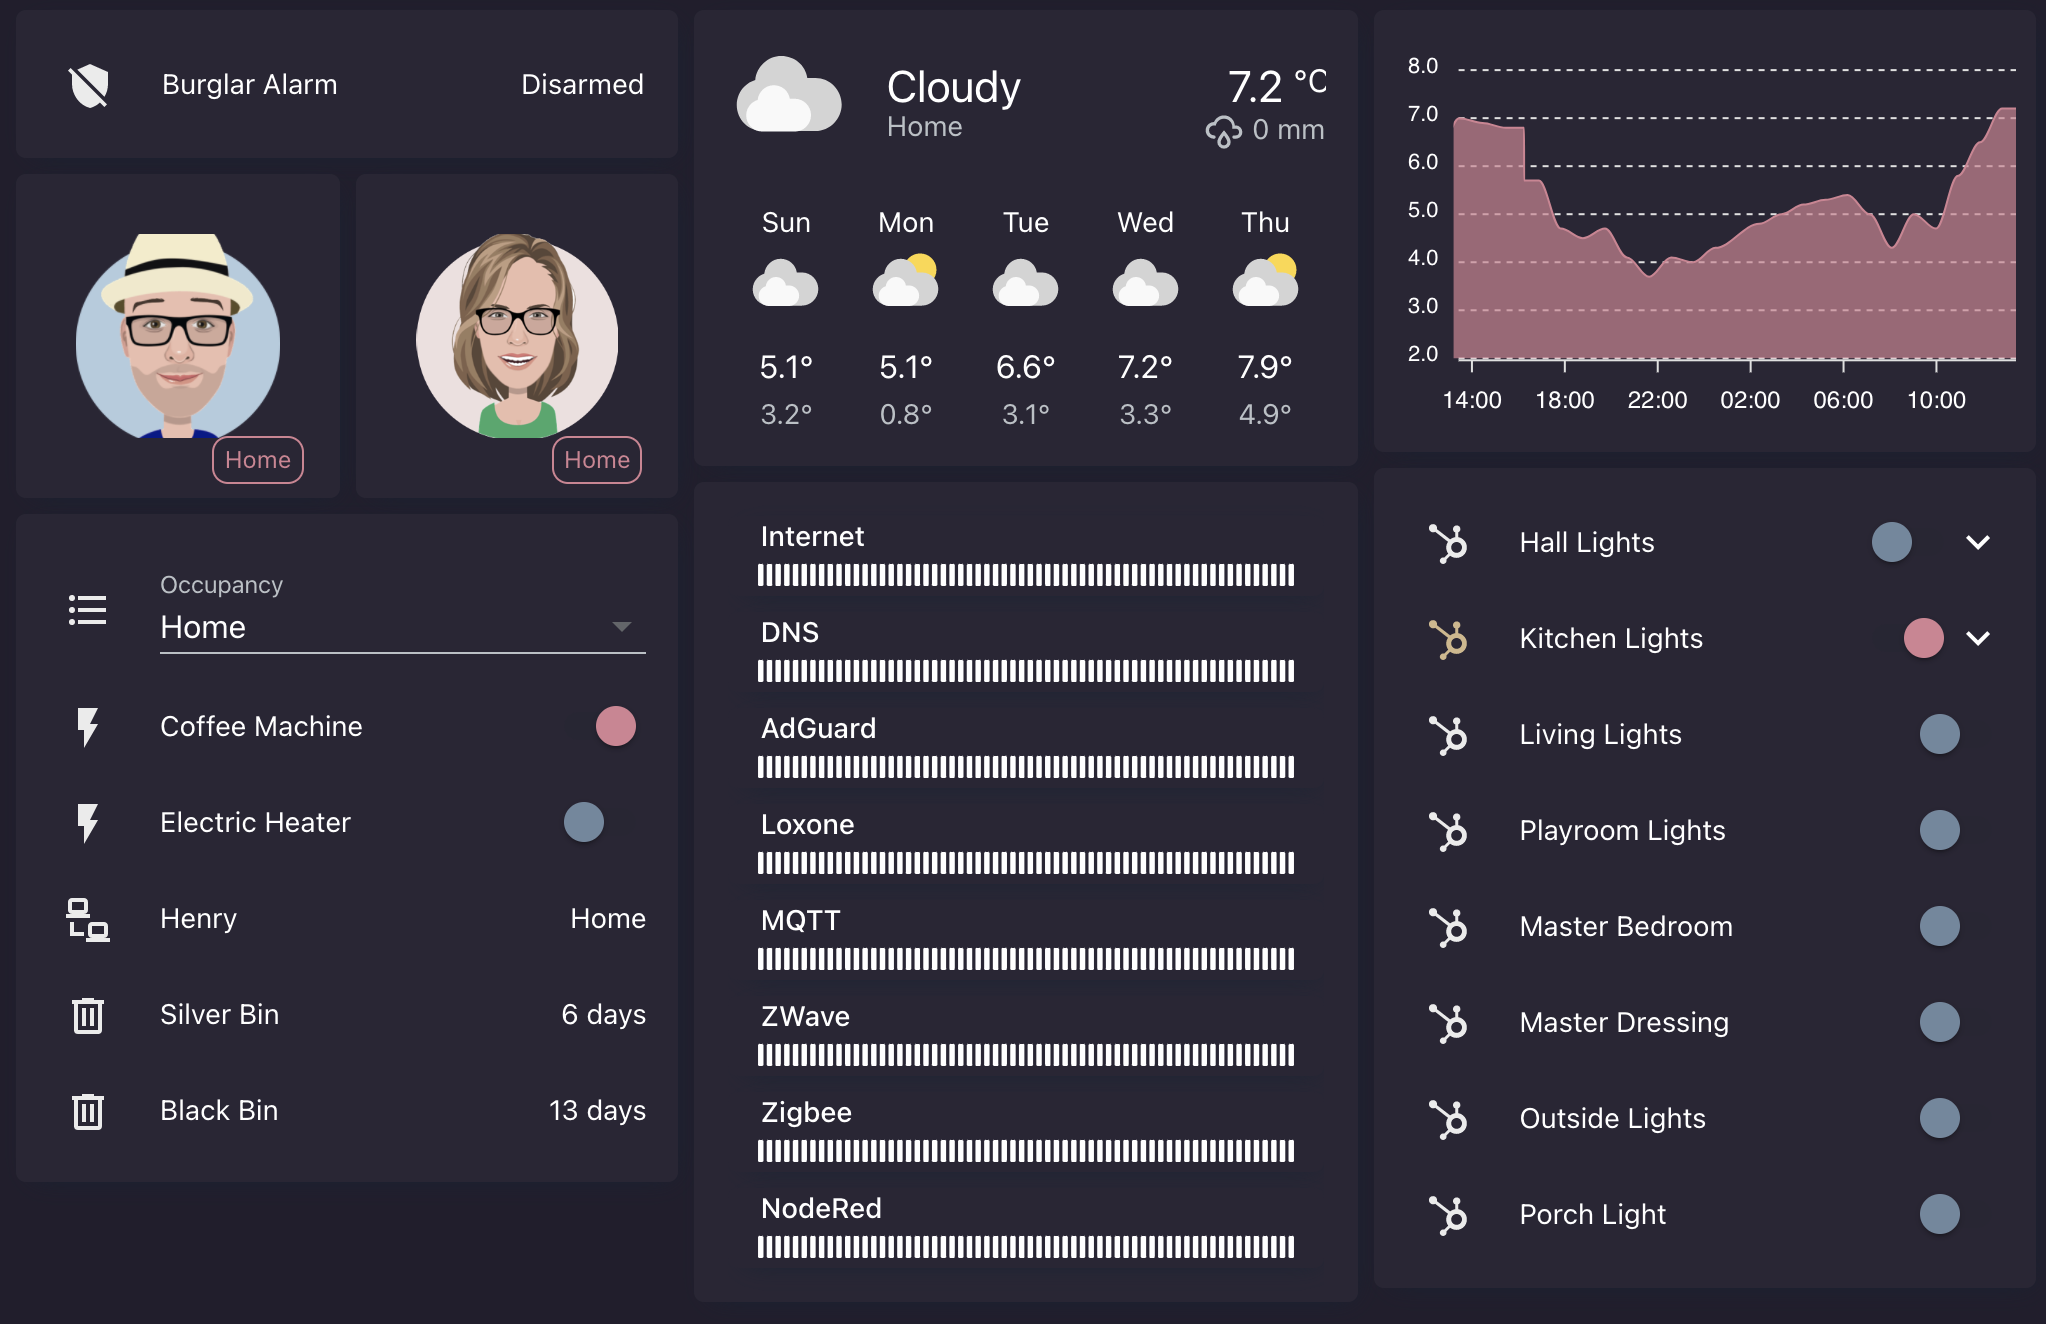 Burglar Alarm Disarmed
Home
Home
Occupancy
Home
Coffee Machine
Electric Heater
Henry Home
Silver Bin 6 days
Black Bin 13 days
Cloudy 7.2 °C
Home 0 mm
Sun Mon Tue Wed Thu
5.1° 5.1° 6.6° 7.2° 7.9°
3.2° 0.8° 3.1° 3.3° 4.9°
Internet
DNS
AdGuard
Loxone
MQTT
ZWave
Zigbee
NodeRed
8.0
7.0
6.0
5.0
4.0
3.0
2.0
14:00 18:00 22:00 02:00 06:00 10:00
Hall Lights
Kitchen Lights
Living Lights
Playroom Lights
Master Bedroom
Master Dressing
Outside Lights
Porch Light